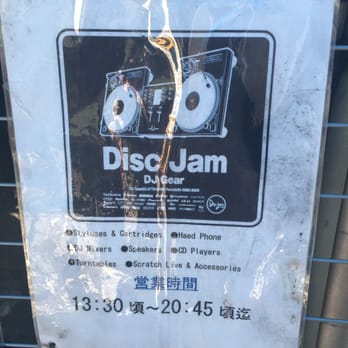 Disc Jam
DJ Gear
Styluses & Cartridges ●Haed Phone
DJ Mixers ●Speakers ●CD Players
Turntables ●Scratch Live & Accessories
営業時間
13:30 頃～20:45 頃迄